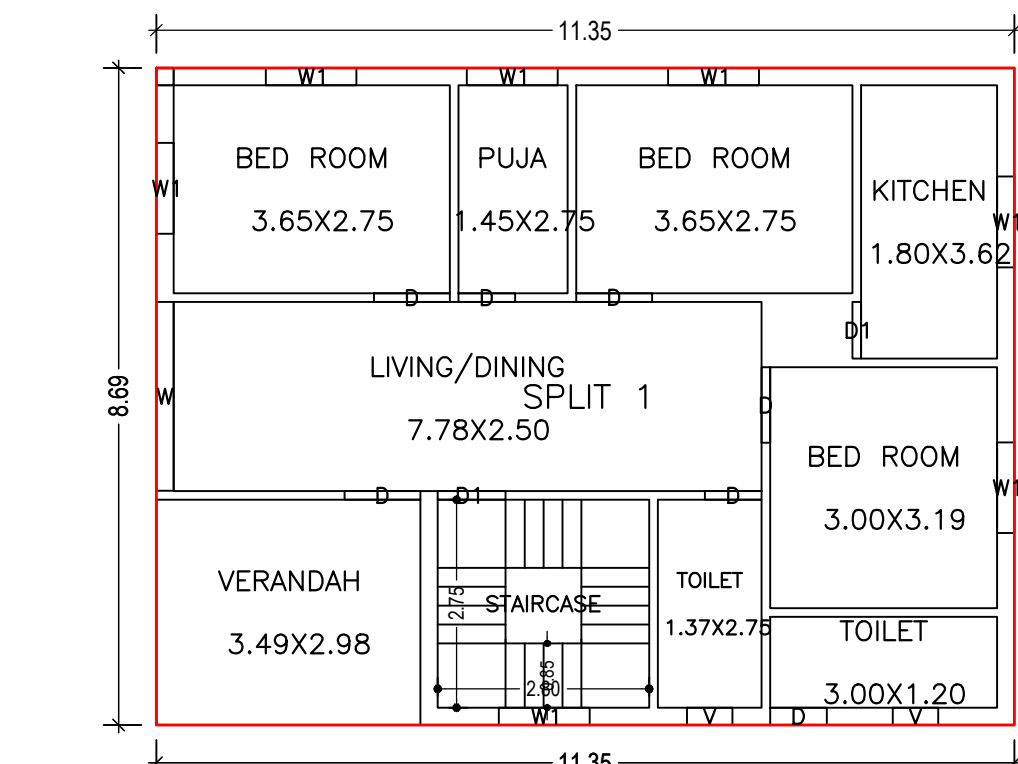 11.35
W1 W1 W1
8.69
BED ROOM
3.65X2.75
PUJA
1.45X2.75
BED ROOM
3.65X2.75
KITCHEN
1.80X3.62
W1
W1
D D D
D1
LIVING/DINING
SPLIT 1
7.78X2.50
W
D
BED ROOM
3.00X3.19
W1
D D1 D
VERANDAH
3.49X2.98
STAIRCASE
2.75
0.85
2.80
TOILET
1.37X2.75
TOILET
3.00X1.20
W1 V D V
11.35